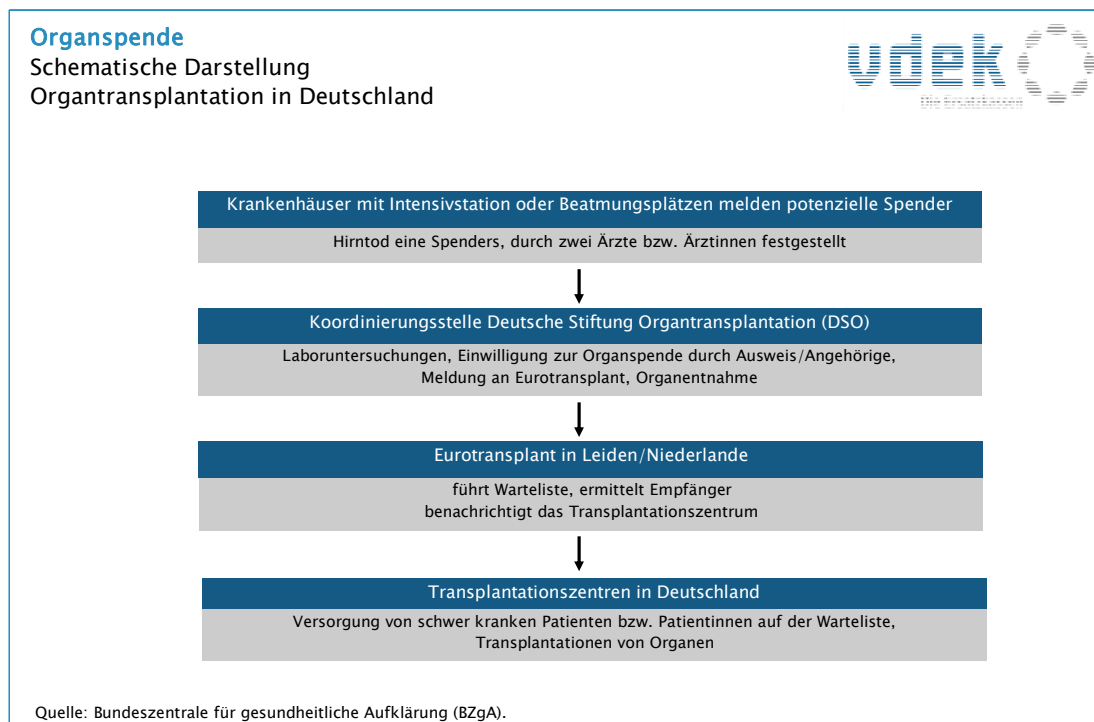 Organspende
Schematische Darstellung
Organtransplantation in Deutschland
vdek
Die Ersatzkassen
Krankenhäuser mit Intensivstation oder Beatmungsplätzen melden potenzielle Spender
Hirntod eine Spenders, durch zwei Ärzte bzw. Ärztinnen festgestellt
Koordinierungsstelle Deutsche Stiftung Organtransplantation (DSO)
Laboruntersuchungen, Einwilligung zur Organspende durch Ausweis/Angehörige,
Meldung an Eurotransplant, Organentnahme
Eurotransplant in Leiden/Niederlande
führt Warteliste, ermittelt Empfänger
benachrichtigt das Transplantationszentrum
Transplantationszentren in Deutschland
Versorgung von schwer kranken Patienten bzw. Patientinnen auf der Warteliste,
Transplantationen von Organen
Quelle: Bundeszentrale für gesundheitliche Aufklärung (BZgA).